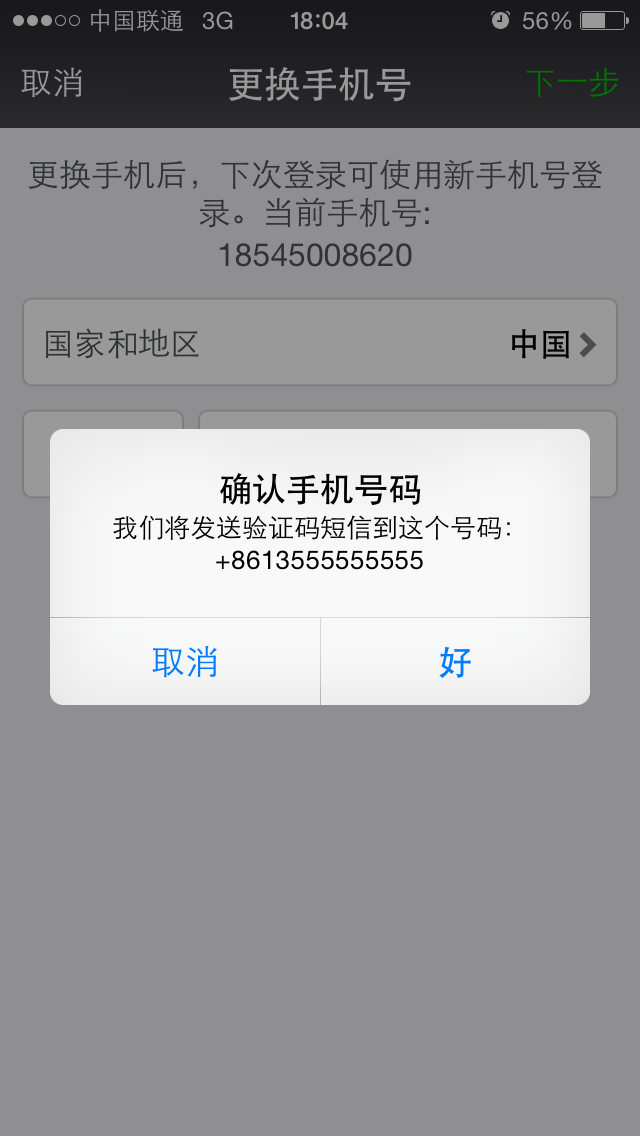 中国联通 3G 18:04 56%
取消 更换手机号 下一步
更换手机后，下次登录可使用新手机号登
录。当前手机号:
18545008620
国家和地区 中国
确认手机号码
我们将发送验证码短信到这个号码：
+8613555555555
取消 好